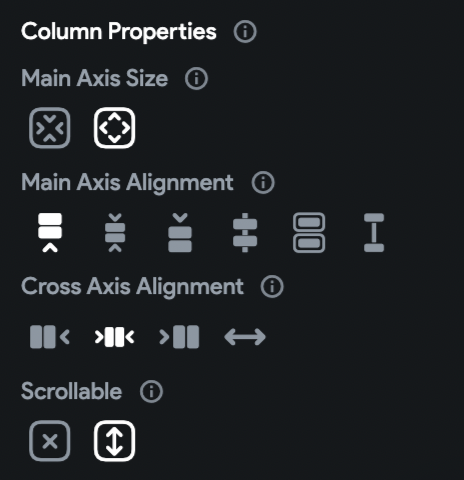 Column Properties
Main Axis Size
Main Axis Alignment
Cross Axis Alignment
Scrollable